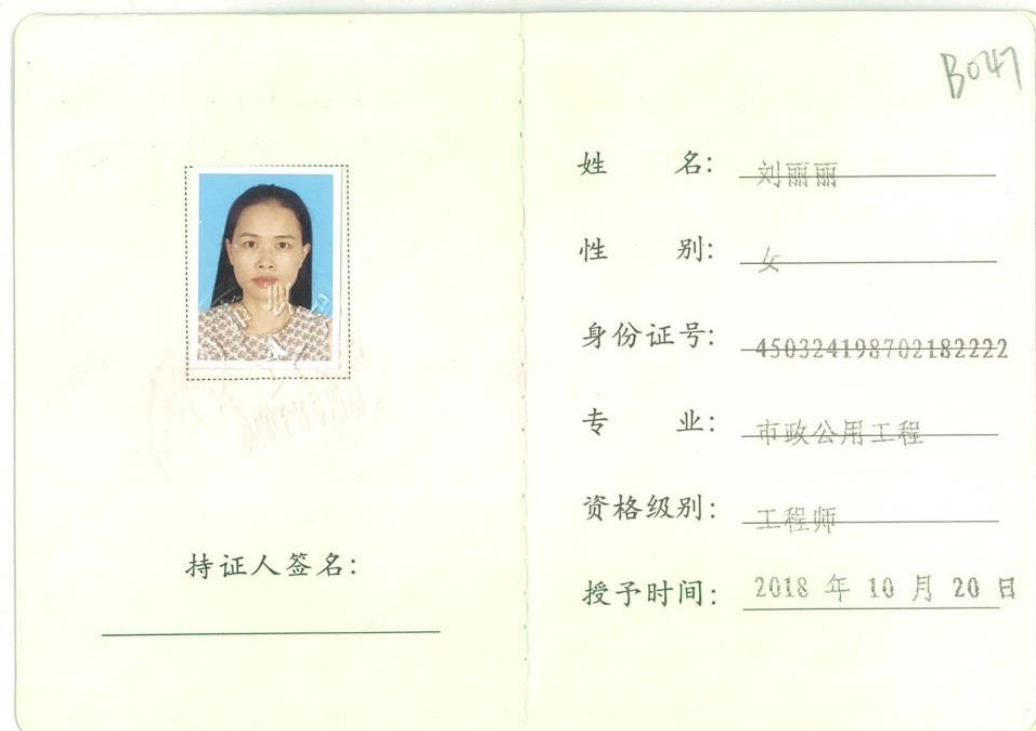 B047
姓名: 刘丽丽
性别: 女
身份证号: 450324198702182222
专业: 市政公用工程
资格级别: 工程师
授予时间: 2018 年 10 月 20 日
持证人签名: